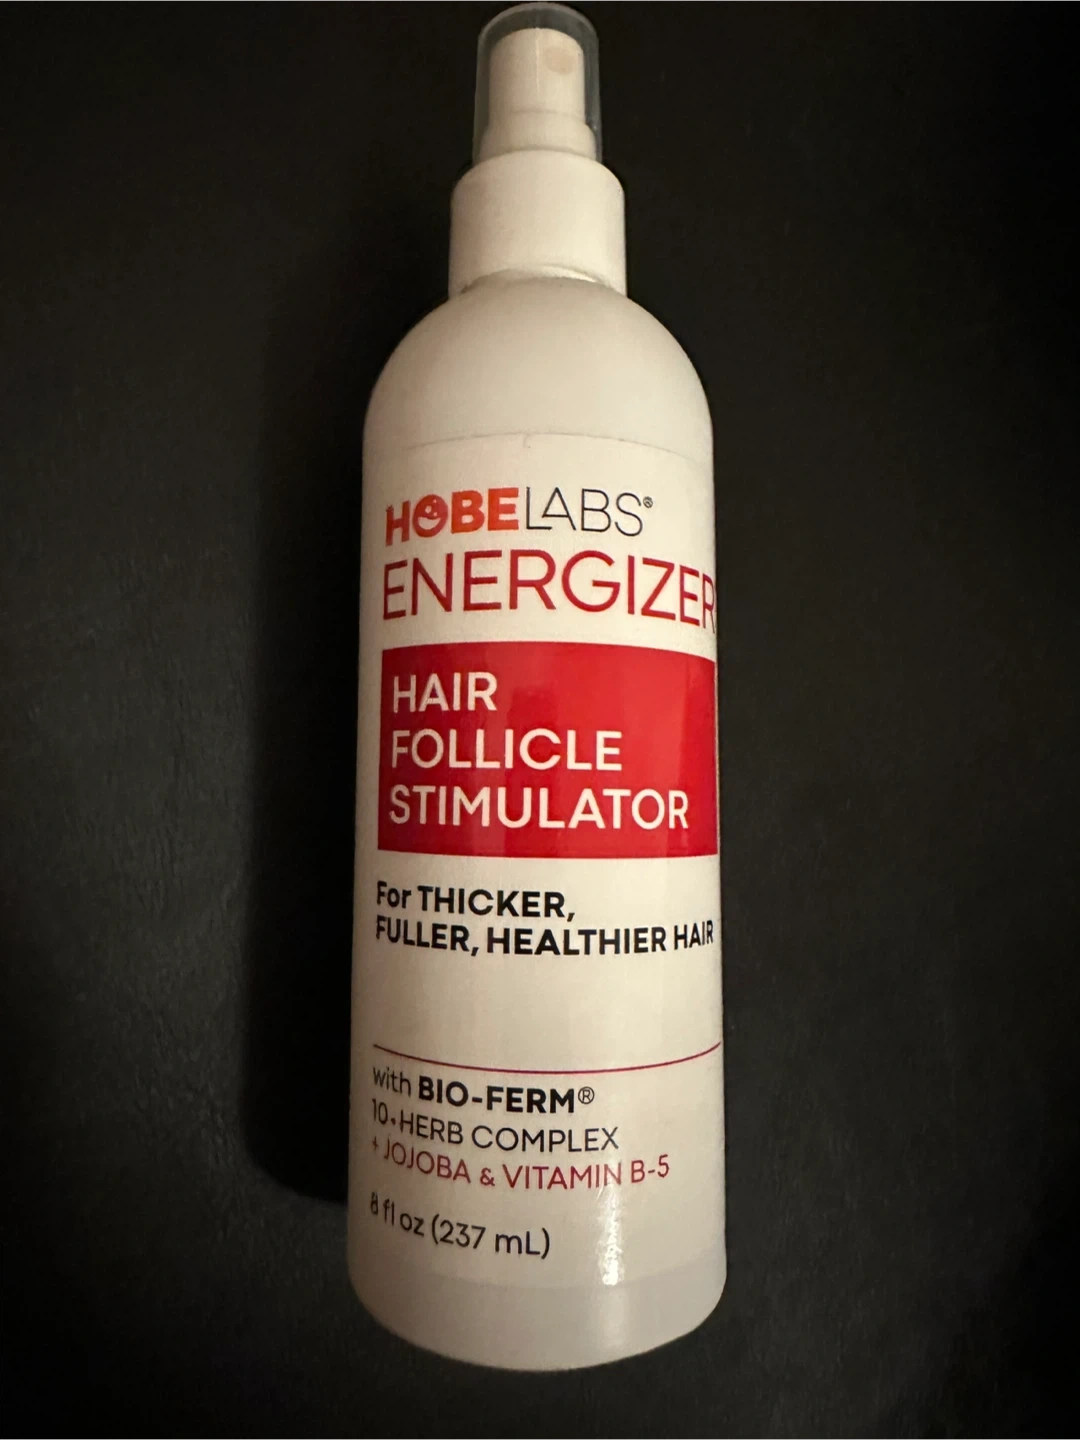 HOBELABS®
ENERGIZER
HAIR
FOLLICLE
STIMULATOR
For THICKER,
FULLER, HEALTHIER HAIR
with BIO-FERM®
10-HERB COMPLEX
+ JOJOBA & VITAMIN B-5
8 fl oz (237 mL)